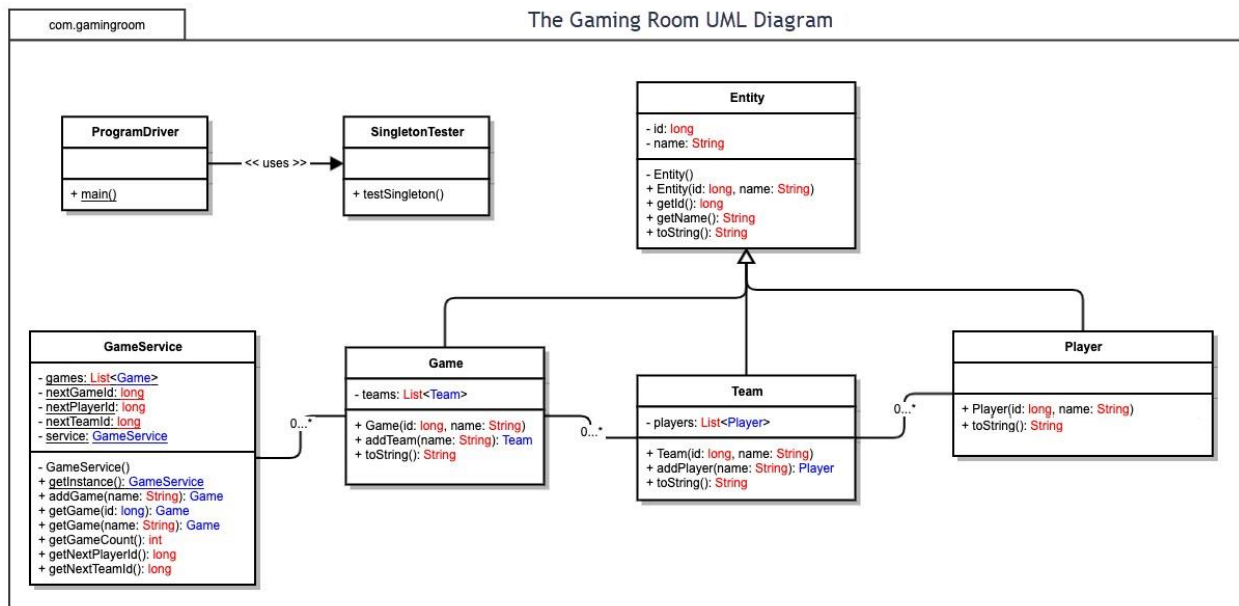 com.gamingroom
The Gaming Room UML Diagram
ProgramDriver
+ main()
<< uses >>
SingletonTester
+ testSingleton()
Entity
- id: long
- name: String
- Entity()
+ Entity(id: long, name: String)
+ getId(): long
+ getName(): String
+ toString(): String
GameService
- games: List<Game>
- nextGameId: long
- nextPlayerId: long
- nextTeamId: long
- service: GameService
- GameService()
+ getInstance(): GameService
+ addGame(name: String): Game
+ getGame(id: long): Game
+ getGame(name: String): Game
+ getGameCount(): int
+ getNextPlayerId(): long
+ getNextTeamId(): long
0...*
Game
- teams: List<Team>
+ Game(id: long, name: String)
+ addTeam(name: String): Team
+ toString(): String
0...*
Team
- players: List<Player>
+ Team(id: long, name: String)
+ addPlayer(name: String): Player
+ toString(): String
0...*
Player
+ Player(id: long, name: String)
+ toString(): String